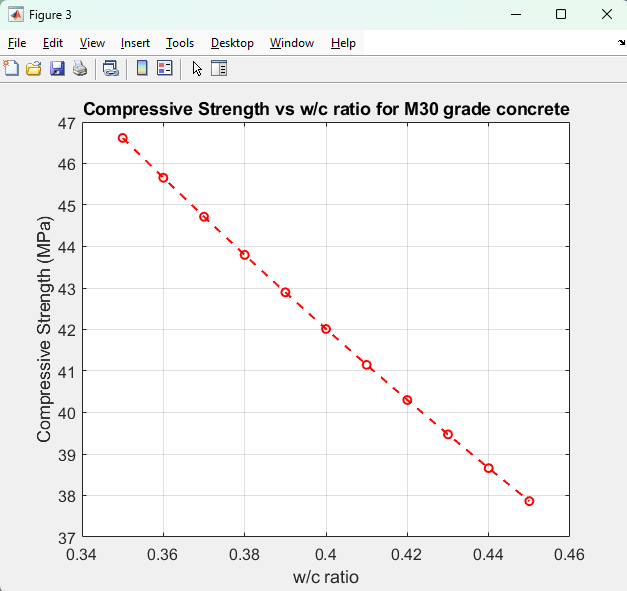 Figure 3
File Edit View Insert Tools Desktop Window Help
Compressive Strength vs w/c ratio for M30 grade concrete
47
46
45
44
43
42
41
40
39
38
37
Compressive Strength (MPa)
0.34 0.36 0.38 0.4 0.42 0.44 0.46
w/c ratio